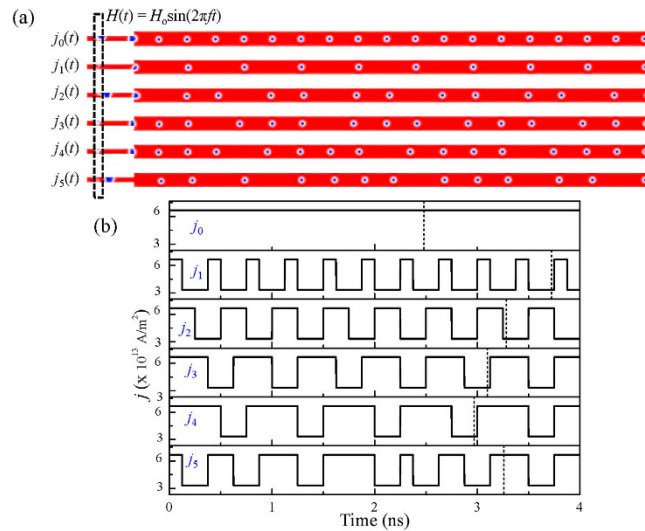 (a) H(t) = H₀sin(2πft)
j₀(t)
j₁(t)
j₂(t)
j₃(t)
j₄(t)
j₅(t)
(b)
6
3
j₀
6
3
j₁
6
3
j₂
6
3
j₃
6
3
j₄
6
3
j₅
j (x 10¹³ A/m²)
0 1 2 3 4
Time (ns)